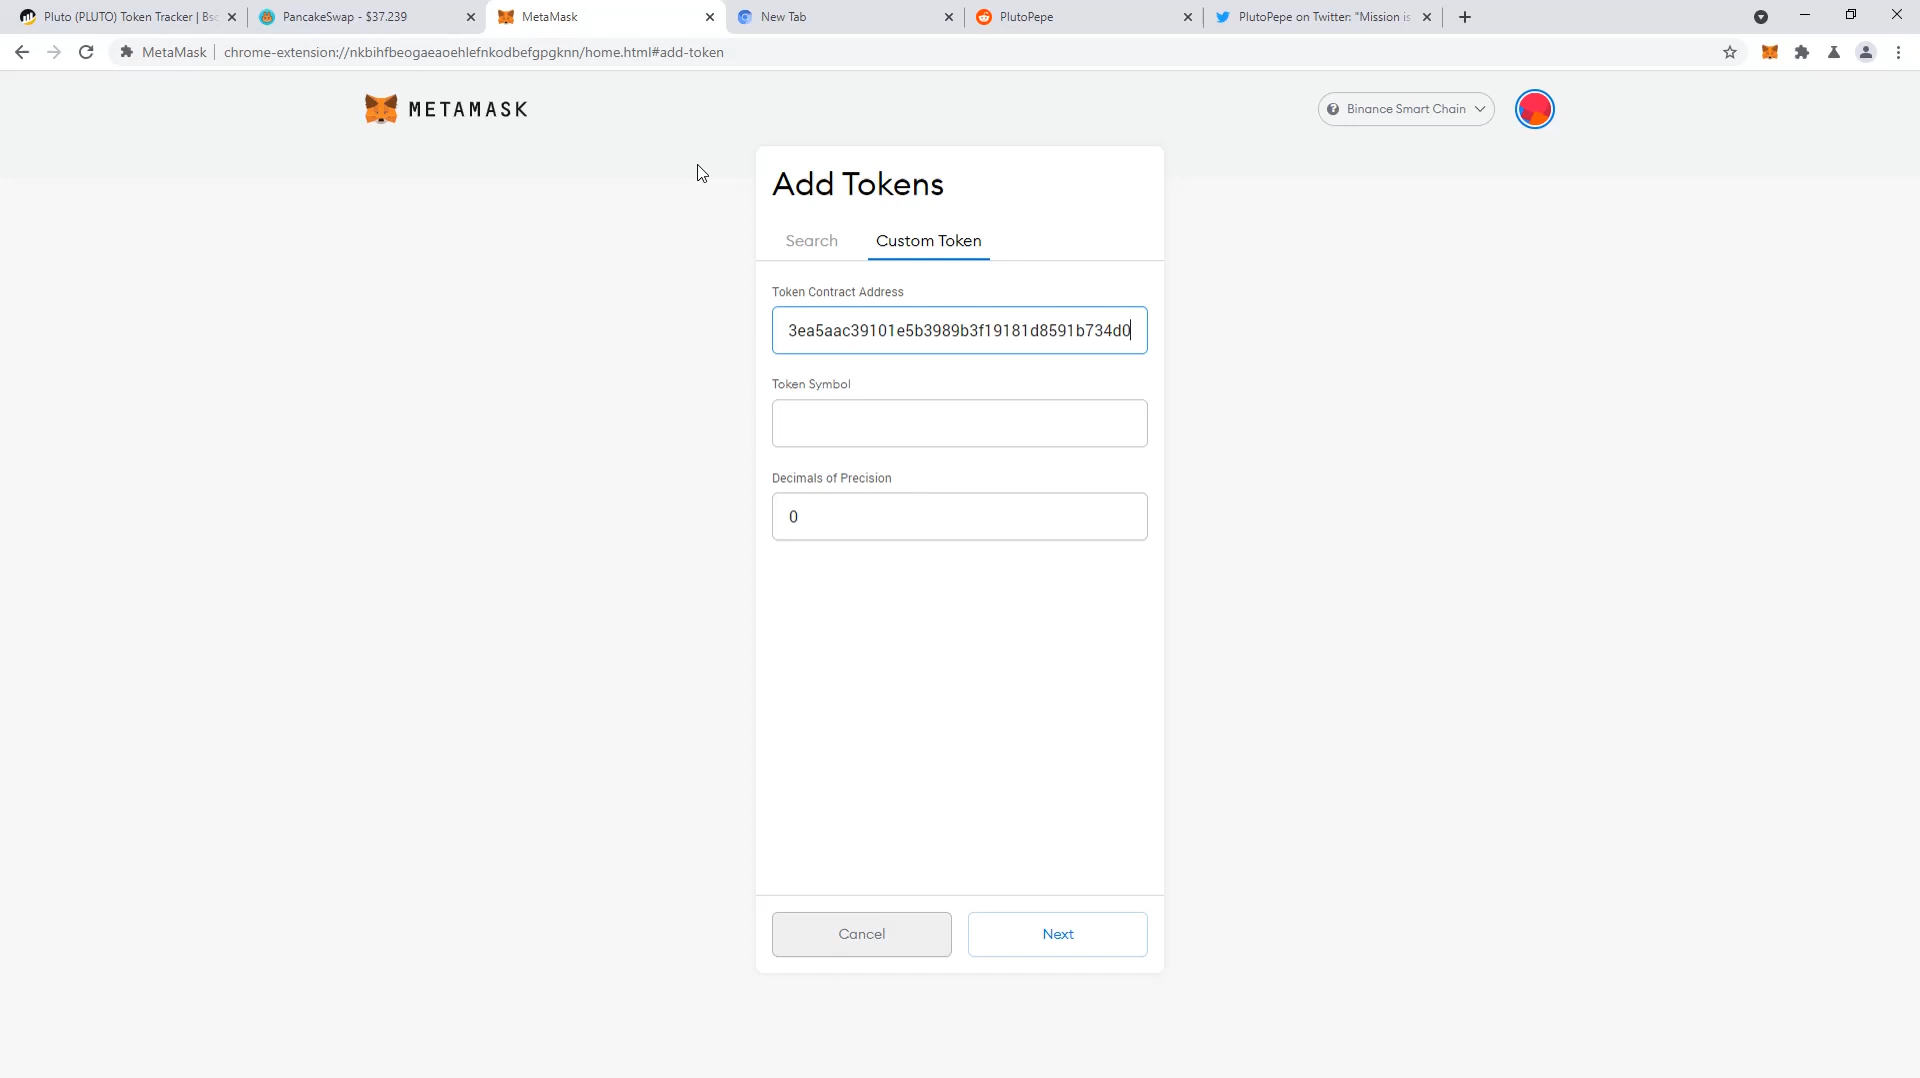 Pluto (PLUTO) Token Tracker | Bsc
PancakeSwap - $37.239
MetaMask
New Tab
PlutoPepe
PlutoPepe on Twitter: "Mission is
MetaMask
chrome-extension://nkbihfbeogaeaoehlefnkodbefgpgknn/home.html#add-token
METAMASK
Binance Smart Chain
Add Tokens
Search
Custom Token
Token Contract Address
3ea5aac39101e5b3989b3f19181d8591b734d0
Token Symbol
Decimals of Precision
0
Cancel
Next